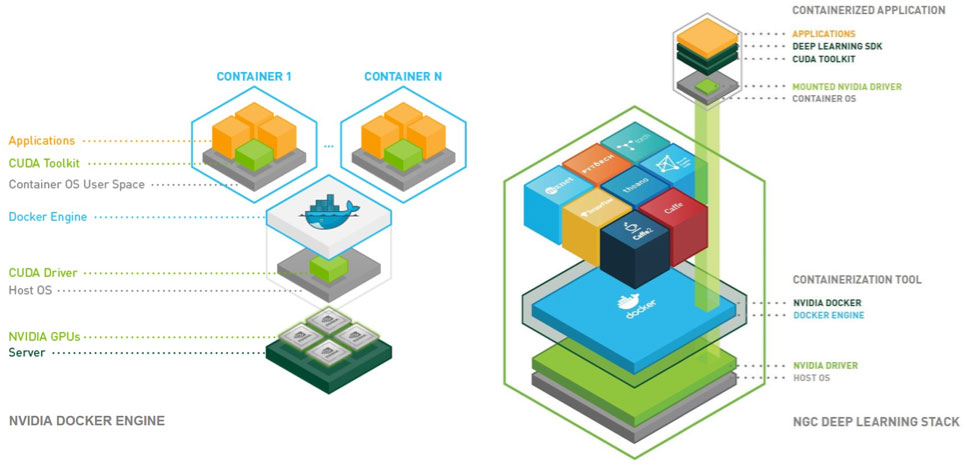 CONTAINER 1
CONTAINER N
...
Applications
CUDA Toolkit
Container OS User Space
Docker Engine
CUDA Driver
Host OS
NVIDIA GPUs
Server
NVIDIA DOCKER ENGINE
CONTAINERIZED APPLICATION
APPLICATIONS
DEEP LEARNING SDK
CUDA TOOLKIT
MOUNTED NVIDIA DRIVER
CONTAINER OS
PYTORCH
mxnet
theano
TensorFlow
Caffe
Caffe2
docker
CONTAINERIZATION TOOL
NVIDIA DOCKER
DOCKER ENGINE
NVIDIA DRIVER
HOST OS
NGC DEEP LEARNING STACK